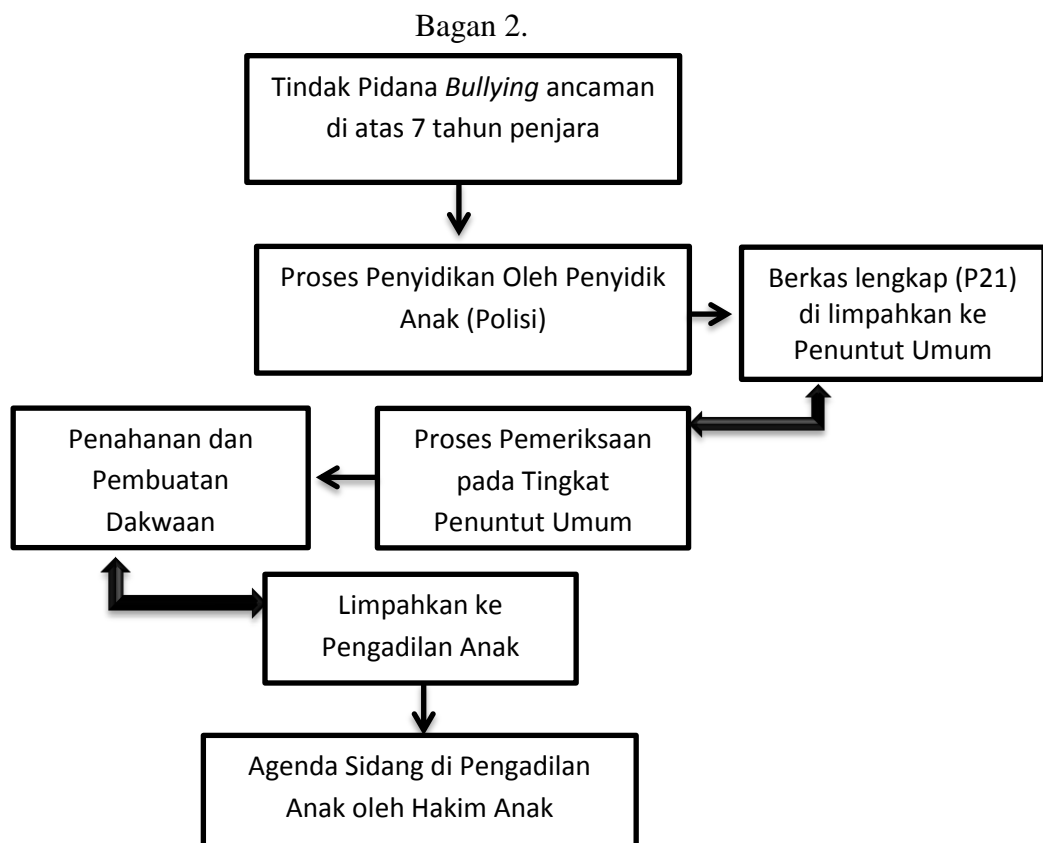 Bagan 2.
Tindak Pidana Bullying ancaman
di atas 7 tahun penjara
Proses Penyidikan Oleh Penyidik
Anak (Polisi)
Berkas lengkap (P21)
di limpahkan ke
Penuntut Umum
Proses Pemeriksaan
pada Tingkat
Penuntut Umum
Penahanan dan
Pembuatan
Dakwaan
Limpahkan ke
Pengadilan Anak
Agenda Sidang di Pengadilan
Anak oleh Hakim Anak